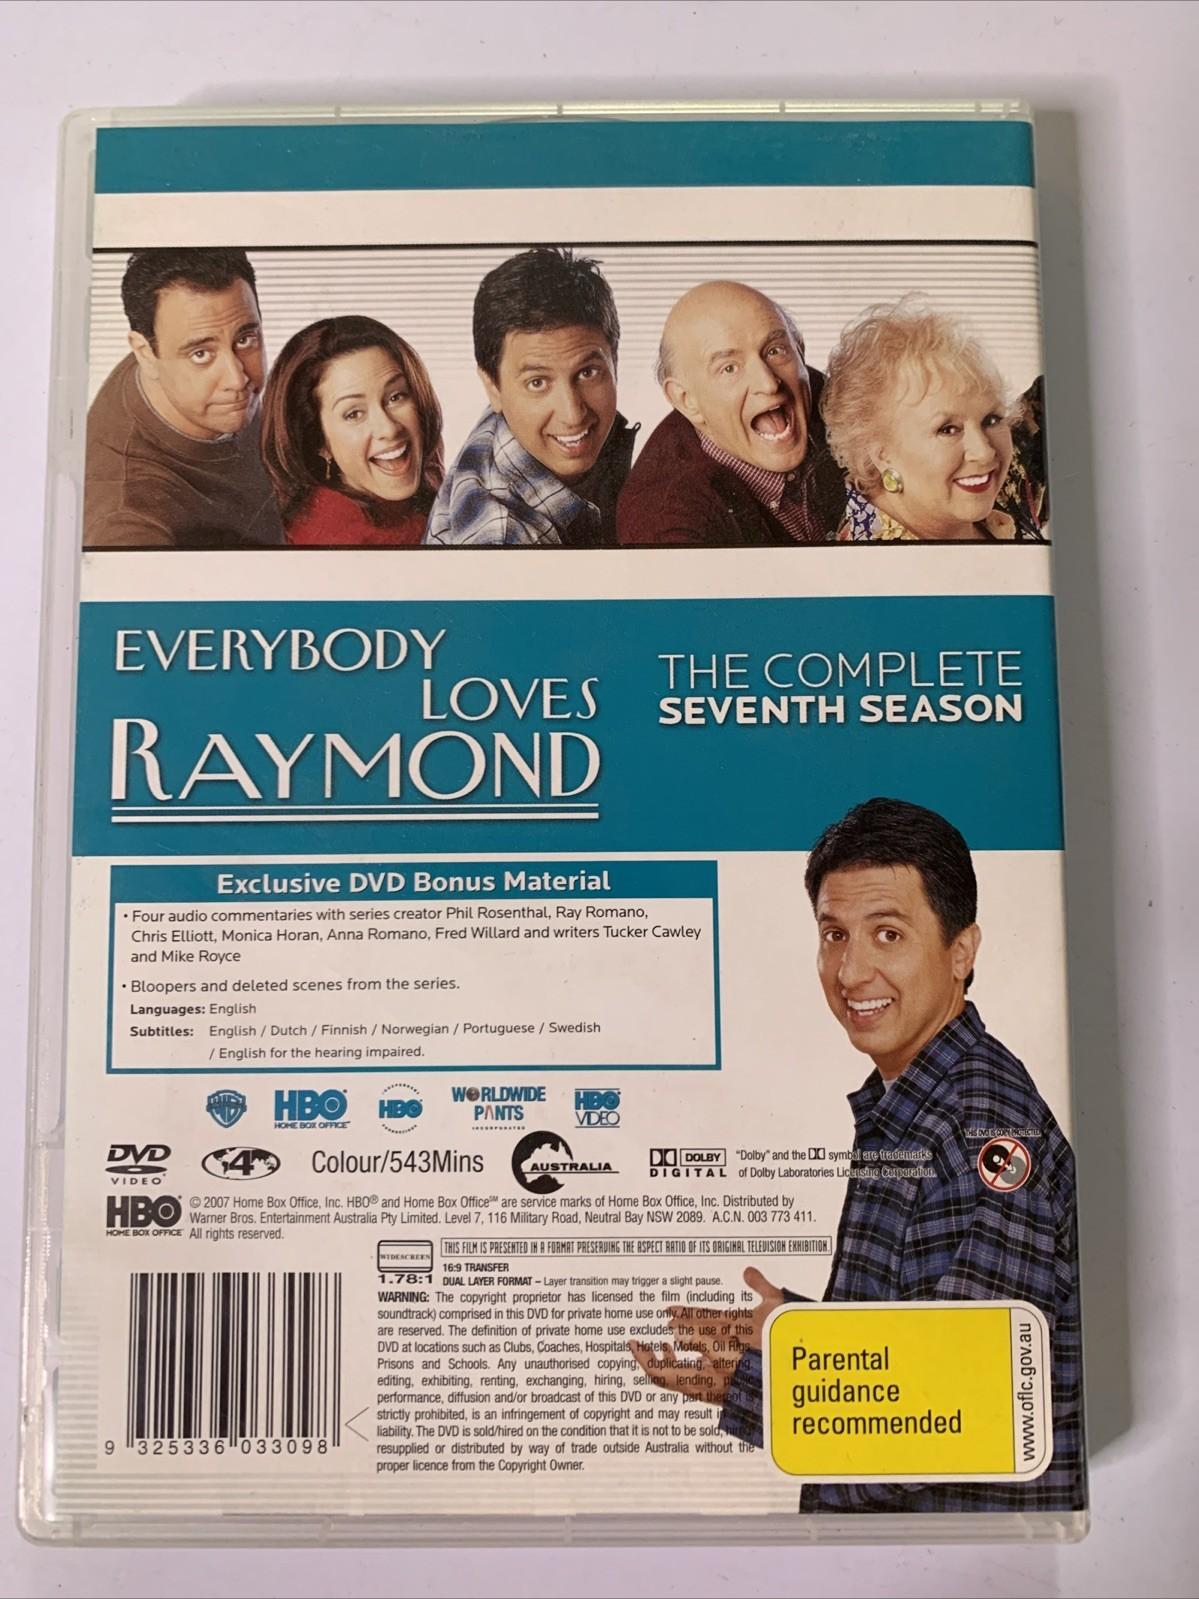 EVERYBODY
LOVES
RAYMOND
THE COMPLETE
SEVENTH SEASON
Exclusive DVD Bonus Material
• Four audio commentaries with series creator Phil Rosenthal, Ray Romano,
Chris Elliott, Monica Horan, Anna Romano, Fred Willard and writers Tucker Cawley
and Mike Royce
• Bloopers and deleted scenes from the series.
Languages: English
Subtitles: English / Dutch / Finnish / Norwegian / Portuguese / Swedish
/ English for the hearing impaired.
WB
HBO
HOME BOX OFFICE
INDEPENDENT
HBO
PRODUCTIONS
WORLDWIDE
PANTS
INCORPORATED
HBO
VIDEO
DVD
VIDEO
4
Colour/543Mins
AUSTRALIA
DOLBY
DIGITAL
"Dolby" and the DD symbol are trademarks
of Dolby Laboratories Licensing Corporation.
THIS DVD IS COPY PROTECTED
HBO
HOME BOX OFFICE
© 2007 Home Box Office, Inc. HBO® and Home Box Office℠ are service marks of Home Box Office, Inc. Distributed by
Warner Bros. Entertainment Australia Pty Limited. Level 7, 116 Military Road, Neutral Bay NSW 2089. A.C.N. 003 773 411.
All rights reserved.
WIDESCREEN
1.78:1
THIS FILM IS PRESENTED IN A FORMAT PRESERVING THE ASPECT RATIO OF ITS ORIGINAL TELEVISION EXHIBITION.
16:9 TRANSFER
DUAL LAYER FORMAT – Layer transition may trigger a slight pause.
WARNING: The copyright proprietor has licensed the film (including its
soundtrack) comprised in this DVD for private home use only. All other rights
are reserved. The definition of private home use excludes the use of this
DVD at locations such as Clubs, Coaches, Hospitals, Hotels, Motels, Oil Rigs,
Prisons and Schools. Any unauthorised copying, duplicating, altering,
editing, exhibiting, renting, exchanging, hiring, selling, lending, public
performance, diffusion and/or broadcast of this DVD or any part thereof is
strictly prohibited, is an infringement of copyright and may result in
liability. The DVD is sold/hired on the condition that it is not to be sold, hired,
resupplied or distributed by way of trade outside Australia without the
proper licence from the Copyright Owner.
9 325336 033098
Parental
guidance
recommended
www.oflc.gov.au